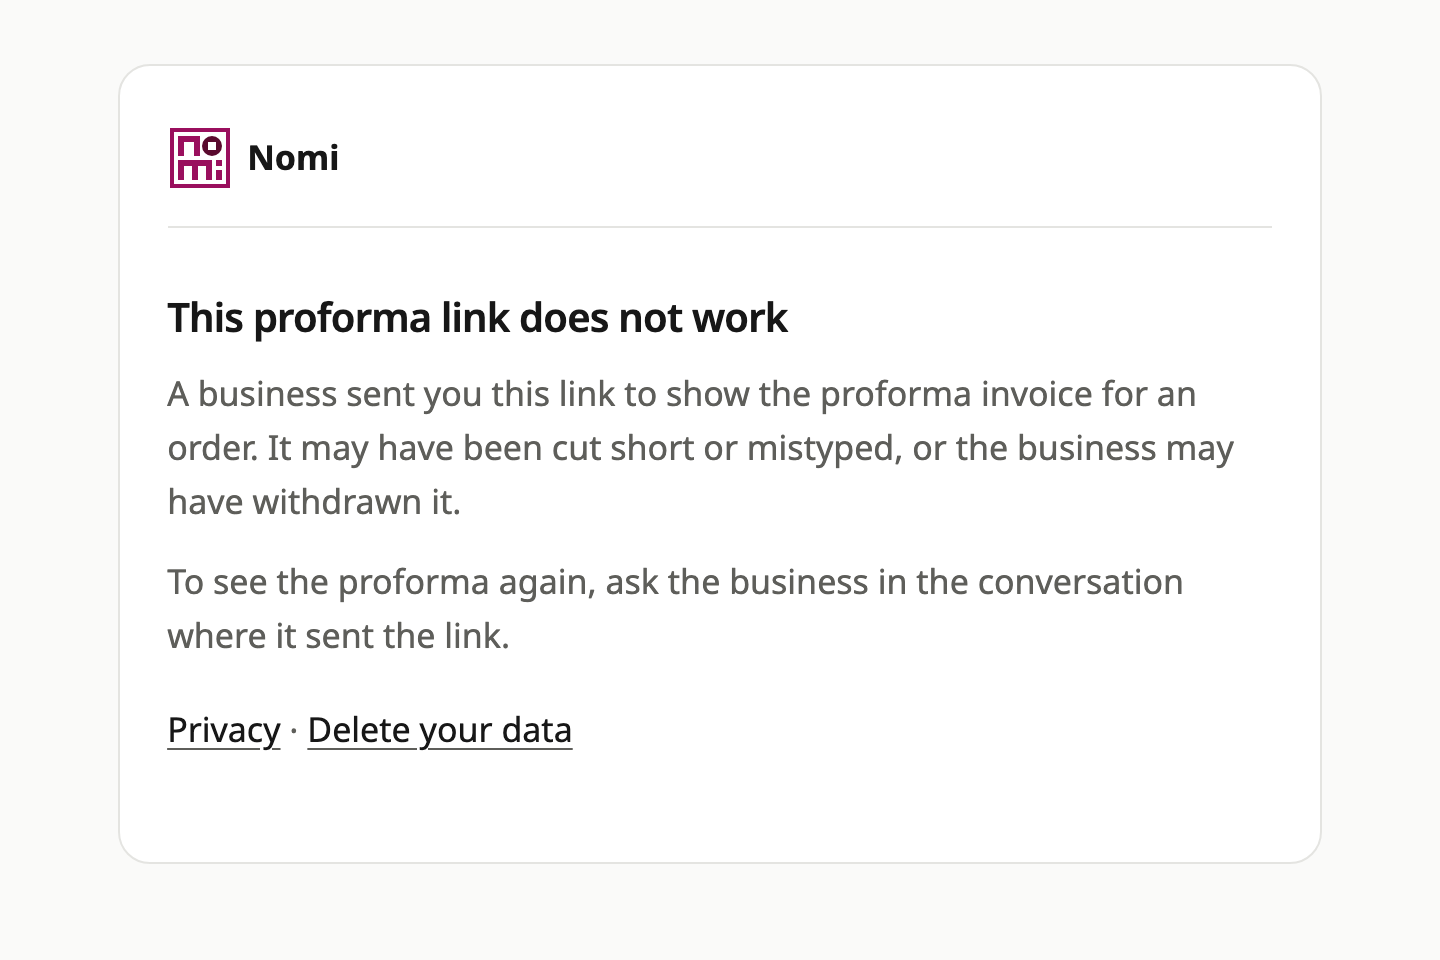 nomi
Nomi
This proforma link does not work
A business sent you this link to show the proforma invoice for an
order. It may have been cut short or mistyped, or the business may
have withdrawn it.
To see the proforma again, ask the business in the conversation
where it sent the link.
Privacy · Delete your data